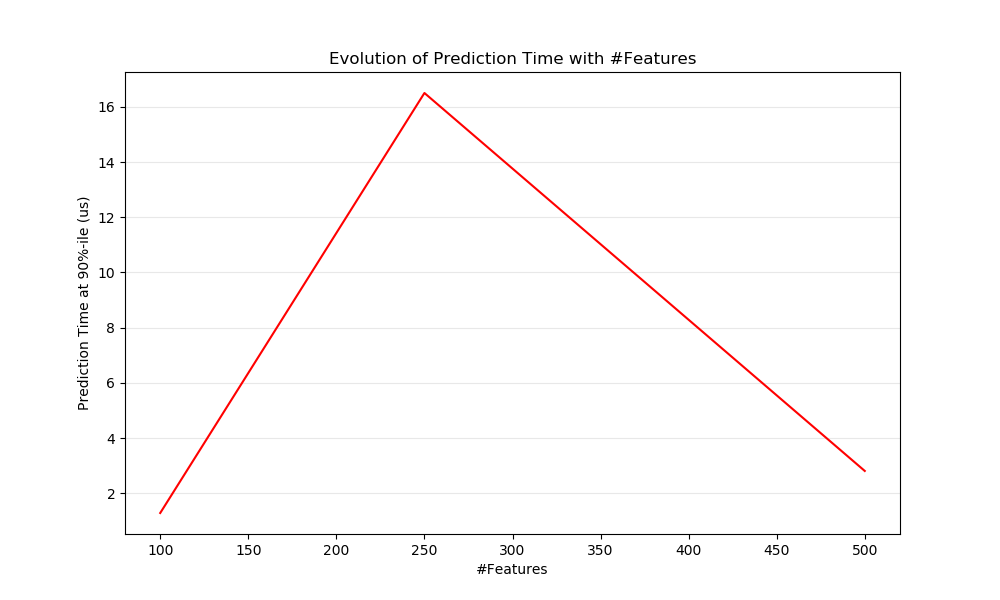 Evolution of Prediction Time with #Features
Prediction Time at 90%-ile (us)
16
14
12
10
8
6
4
2
100 150 200 250 300 350 400 450 500
#Features